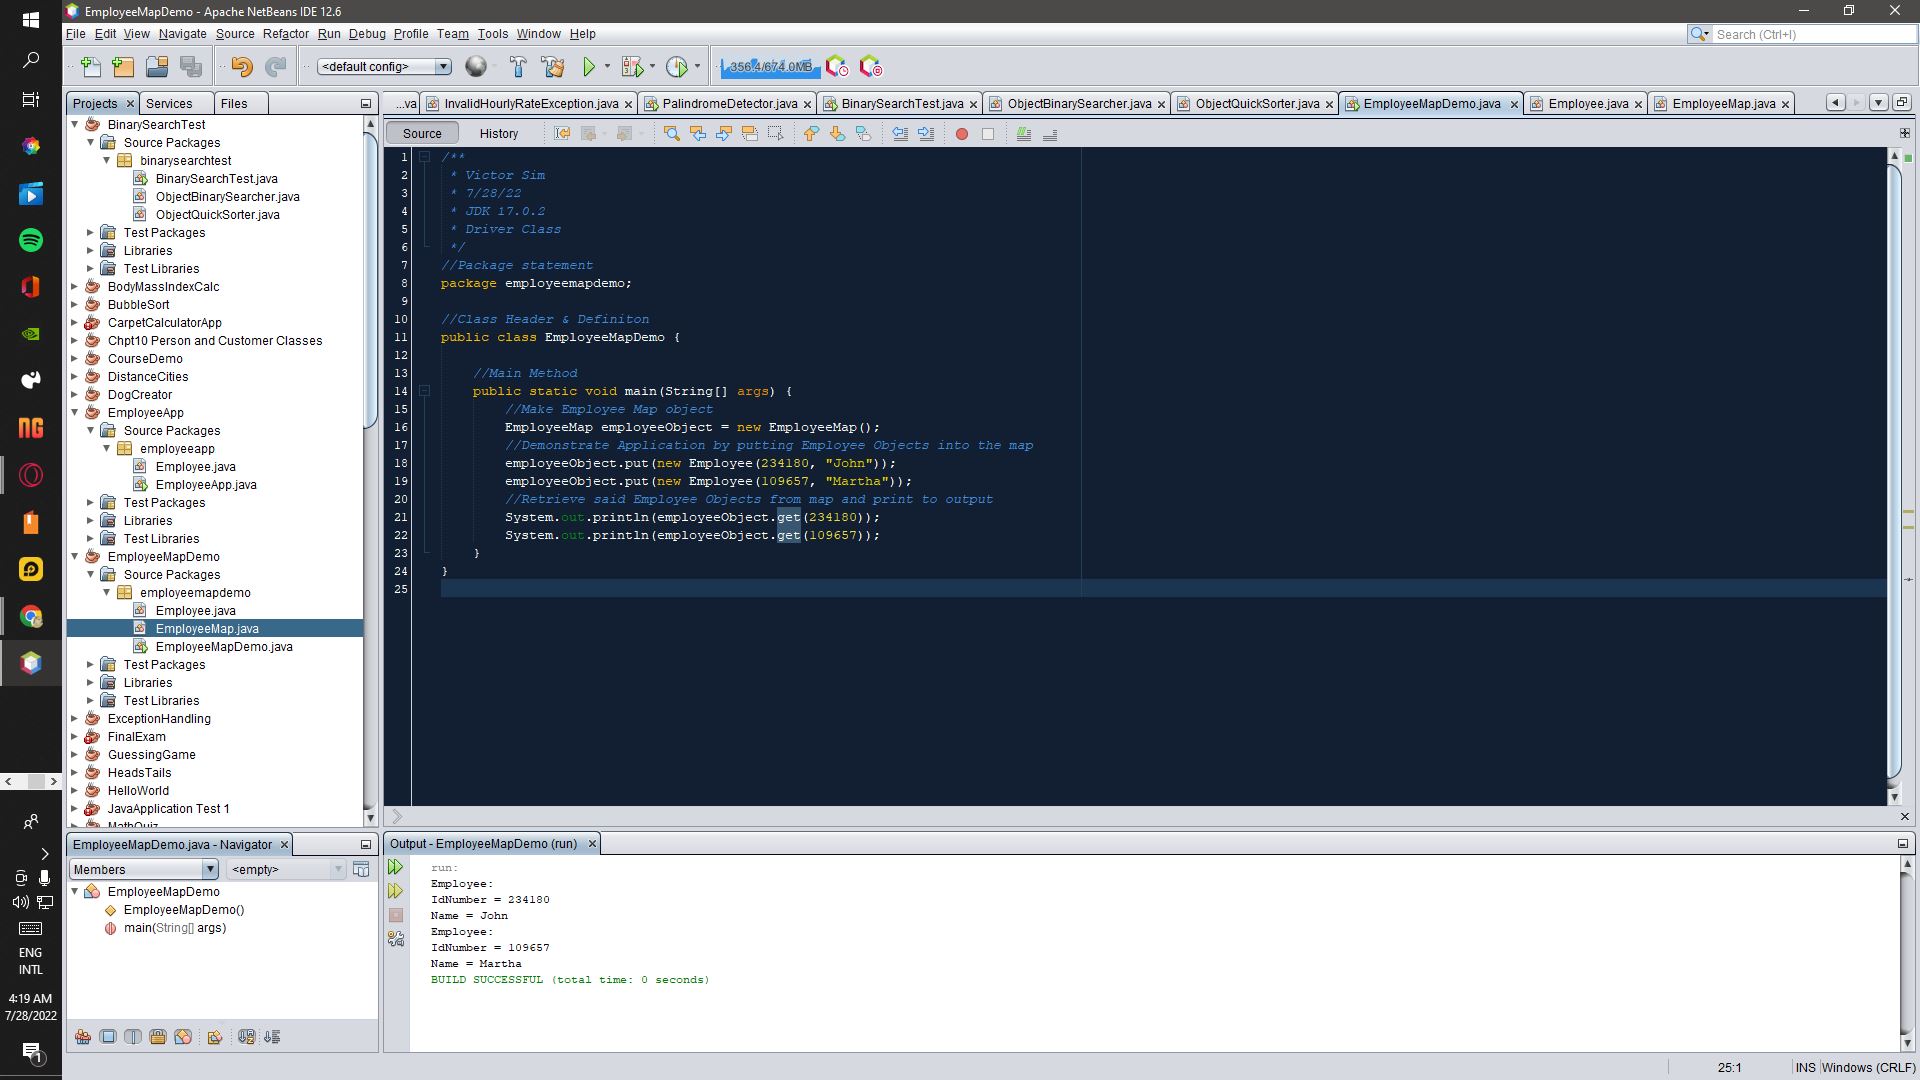 EmployeeMapDemo - Apache NetBeans IDE 12.6
File Edit View Navigate Source Refactor Run Debug Profile Team Tools Window Help
Search (Ctrl+I)
<default config>
356.4/674.0MB
Projects Services Files
...va InvalidHourlyRateException.java PalindromeDetector.java BinarySearchTest.java ObjectBinarySearcher.java ObjectQuickSorter.java EmployeeMapDemo.java Employee.java EmployeeMap.java
Source History
BinarySearchTest
Source Packages
binarysearchtest
BinarySearchTest.java
ObjectBinarySearcher.java
ObjectQuickSorter.java
Test Packages
Libraries
Test Libraries
BodyMassIndexCalc
BubbleSort
CarpetCalculatorApp
Chpt10 Person and Customer Classes
CourseDemo
DistanceCities
DogCreator
EmployeeApp
Source Packages
employeeapp
Employee.java
EmployeeApp.java
Test Packages
Libraries
Test Libraries
EmployeeMapDemo
Source Packages
employeemapdemo
Employee.java
EmployeeMap.java
EmployeeMapDemo.java
Test Packages
Libraries
Test Libraries
ExceptionHandling
FinalExam
GuessingGame
HeadsTails
HelloWorld
JavaApplication Test 1
MathQuiz
1 /**
2 * Victor Sim
3 * 7/28/22
4 * JDK 17.0.2
5 * Driver Class
6 */
7 //Package statement
8 package employeemapdemo;
9
10 //Class Header & Definiton
11 public class EmployeeMapDemo {
12
13 //Main Method
14 public static void main(String[] args) {
15 //Make Employee Map object
16 EmployeeMap employeeObject = new EmployeeMap();
17 //Demonstrate Application by putting Employee Objects into the map
18 employeeObject.put(new Employee(234180, "John"));
19 employeeObject.put(new Employee(109657, "Martha"));
20 //Retrieve said Employee Objects from map and print to output
21 System.out.println(employeeObject.get(234180));
22 System.out.println(employeeObject.get(109657));
23 }
24 }
25
EmployeeMapDemo.java - Navigator
Members <empty>
EmployeeMapDemo
EmployeeMapDemo()
main(String[] args)
Output - EmployeeMapDemo (run)
run:
Employee:
IdNumber = 234180
Name = John
Employee:
IdNumber = 109657
Name = Martha
BUILD SUCCESSFUL (total time: 0 seconds)
25:1 INS Windows (CRLF)
NG
ENG
INTL
4:19 AM
7/28/2022
1